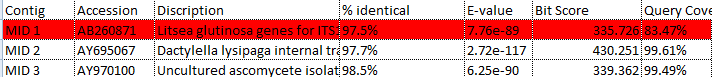 Contig Accession Discription % identical E-value Bit Score Query Cove
MID 1 AB260871 Litsea glutinosa genes for ITS 97.5% 7.76e-89 335.726 83.47%
MID 2 AY695067 Dactylella lysipaga internal tra 97.7% 2.72e-117 430.251 99.61%
MID 3 AY970100 Uncultured ascomycete isolat 98.5% 6.25e-90 339.362 99.49%